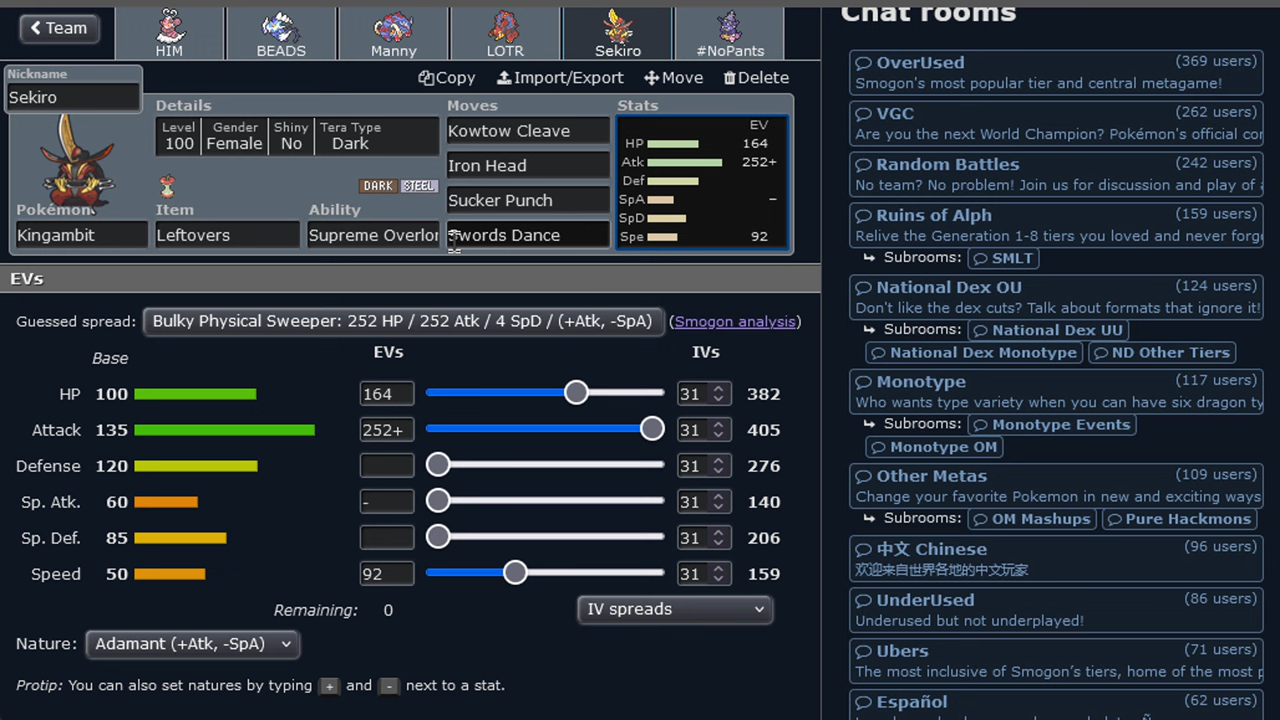 Team
HIM
BEADS
Manny
LOTR
Sekiro
#NoPants
Copy
Import/Export
Move
Delete
Nickname
Sekiro
Details
Level
100
Gender
Female
Shiny
No
Tera Type
Dark
DARK STEEL
Pokémon
Kingambit
Item
Leftovers
Ability
Supreme Overlor
Moves
Kowtow Cleave
Iron Head
Sucker Punch
Swords Dance
Stats
EV
HP 164
Atk 252+
Def
SpA –
SpD
Spe 92
EVs
Guessed spread: Bulky Physical Sweeper: 252 HP / 252 Atk / 4 SpD / (+Atk, -SpA) (Smogon analysis)
Base EVs IVs
HP 100 164 31 382
Attack 135 252+ 31 405
Defense 120 31 276
Sp. Atk. 60 - 31 140
Sp. Def. 85 31 206
Speed 50 92 31 159
Remaining: 0
IV spreads
Nature: Adamant (+Atk, -SpA)
Protip: You can also set natures by typing + and - next to a stat.
Chat rooms
OverUsed (369 users)
Smogon's most popular tier and central metagame!
VGC (262 users)
Are you the next World Champion? Pokémon's official cor
Random Battles (242 users)
No team? No problem! Join us for discussion and play of
Ruins of Alph (159 users)
Relive the Generation 1-8 tiers you loved and never forg
Subrooms: SMLT
National Dex OU (124 users)
Don't like the dex cuts? Talk about formats that ignore it!
Subrooms: National Dex UU
National Dex Monotype ND Other Tiers
Monotype (117 users)
Who wants type variety when you can have six dragon ty
Subrooms: Monotype Events
Monotype OM
Other Metas (109 users)
Change your favorite Pokemon in new and exciting ways
Subrooms: OM Mashups Pure Hackmons
中文 Chinese (96 users)
欢迎来自世界各地的中文玩家
UnderUsed (86 users)
Underused but not underplayed!
Ubers (71 users)
The most inclusive of Smogon's tiers, home of the most p
Español (62 users)